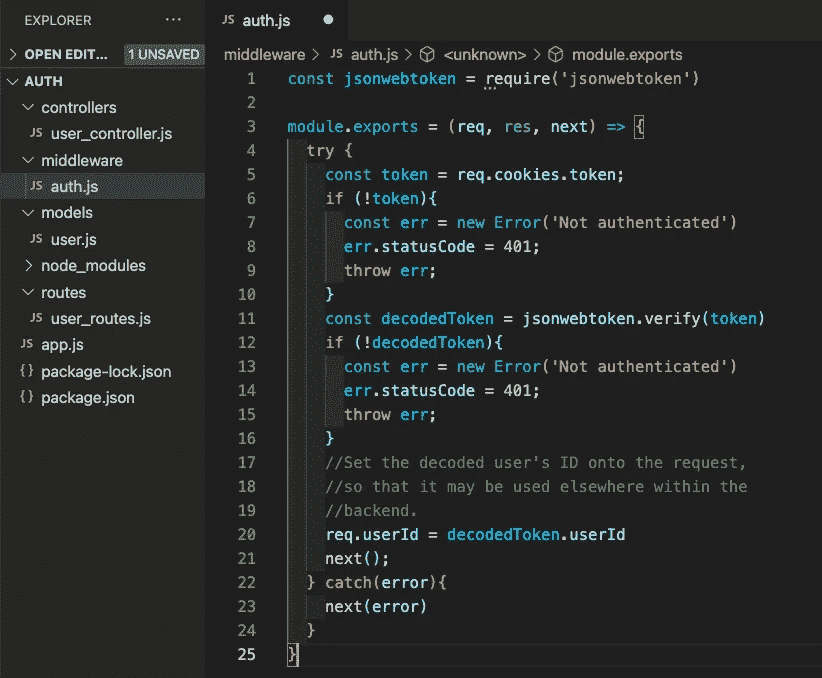 EXPLORER ···
OPEN EDIT... 1 UNSAVED
AUTH
controllers
JS user_controller.js
middleware
JS auth.js
models
JS user.js
node_modules
routes
JS user_routes.js
JS app.js
{} package-lock.json
{} package.json
JS auth.js ●
middleware > JS auth.js > <unknown> > module.exports
1 const jsonwebtoken = require('jsonwebtoken')
2
3 module.exports = (req, res, next) => {
4 try {
5 const token = req.cookies.token;
6 if (!token){
7 const err = new Error('Not authenticated')
8 err.statusCode = 401;
9 throw err;
10 }
11 const decodedToken = jsonwebtoken.verify(token)
12 if (!decodedToken){
13 const err = new Error('Not authenticated')
14 err.statusCode = 401;
15 throw err;
16 }
17 //Set the decoded user's ID onto the request,
18 //so that it may be used elsewhere within the
19 //backend.
20 req.userId = decodedToken.userId
21 next();
22 } catch(error){
23 next(error)
24 }
25 }